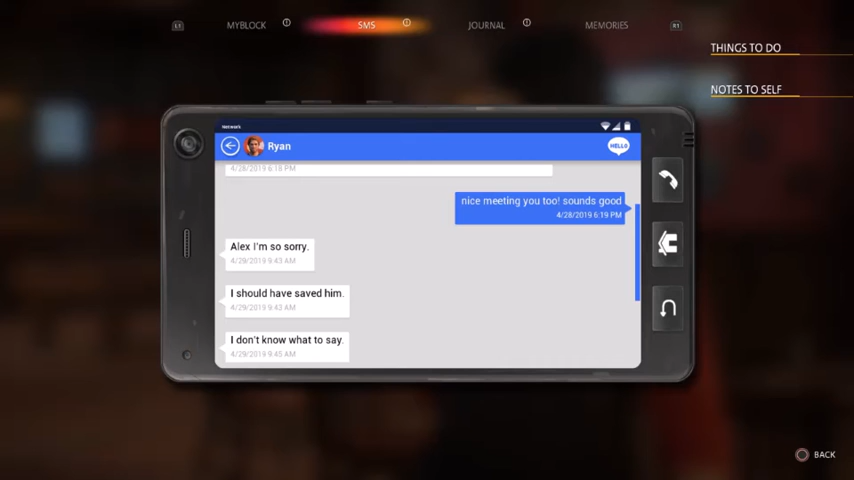 L1
MYBLOCK
SMS
JOURNAL
MEMORIES
R1
THINGS TO DO
NOTES TO SELF
Network
Ryan
HELLO
4/28/2019 6:18 PM
nice meeting you too! sounds good
4/28/2019 6:19 PM
Alex I'm so sorry.
4/29/2019 9:43 AM
I should have saved him.
4/29/2019 9:43 AM
I don't know what to say.
4/29/2019 9:45 AM
BACK